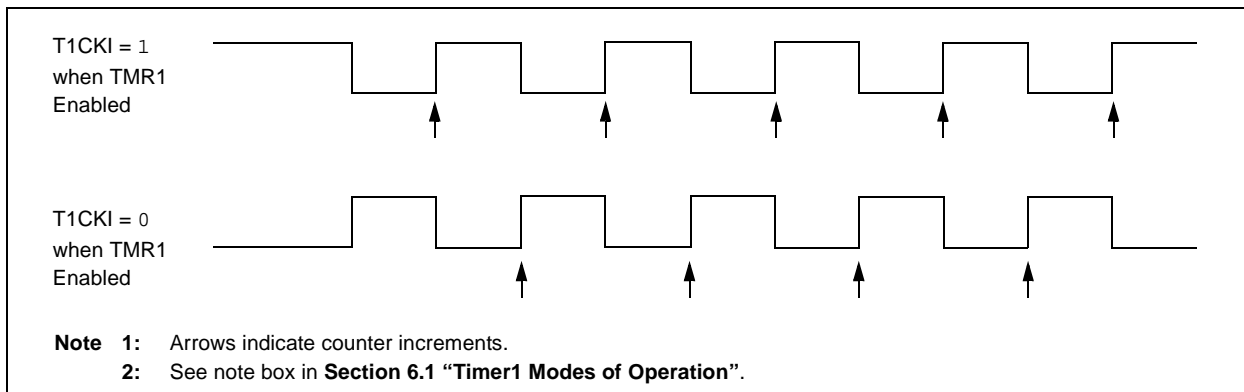 T1CKI = 1
when TMR1
Enabled
T1CKI = 0
when TMR1
Enabled
Note 1: Arrows indicate counter increments.
2: See note box in Section 6.1 “Timer1 Modes of Operation”.